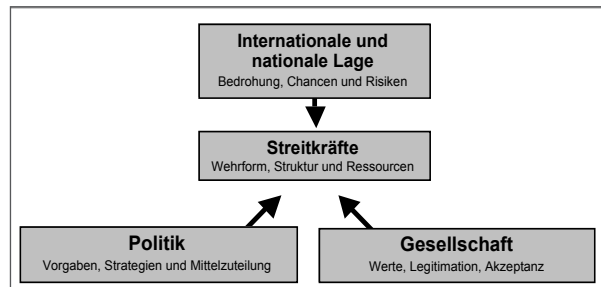 Internationale und
nationale Lage
Bedrohung, Chancen und Risiken
Streitkräfte
Wehrform, Struktur und Ressourcen
Politik
Vorgaben, Strategien und Mittelzuteilung
Gesellschaft
Werte, Legitimation, Akzeptanz